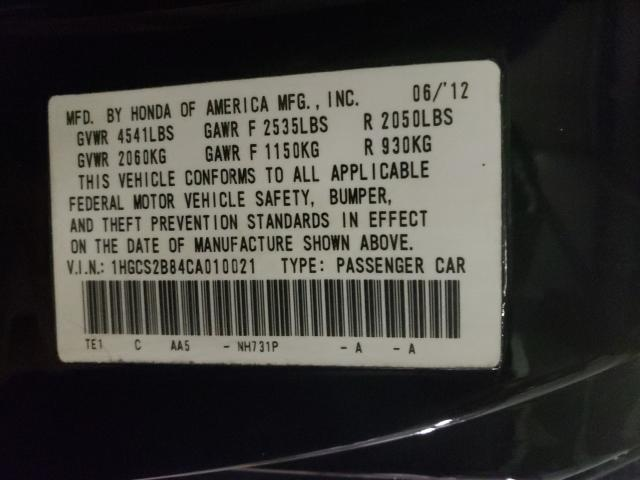 MFD. BY HONDA OF AMERICA MFG., INC. 06/'12
GVWR 4541LBS GAWR F 2535LBS R 2050LBS
GVWR 2060KG GAWR F 1150KG R 930KG
THIS VEHICLE CONFORMS TO ALL APPLICABLE
FEDERAL MOTOR VEHICLE SAFETY, BUMPER,
AND THEFT PREVENTION STANDARDS IN EFFECT
ON THE DATE OF MANUFACTURE SHOWN ABOVE.
V.I.N.: 1HGCS2B84CA010021 TYPE: PASSENGER CAR
TE1 C AA5 - NH731P - A - A